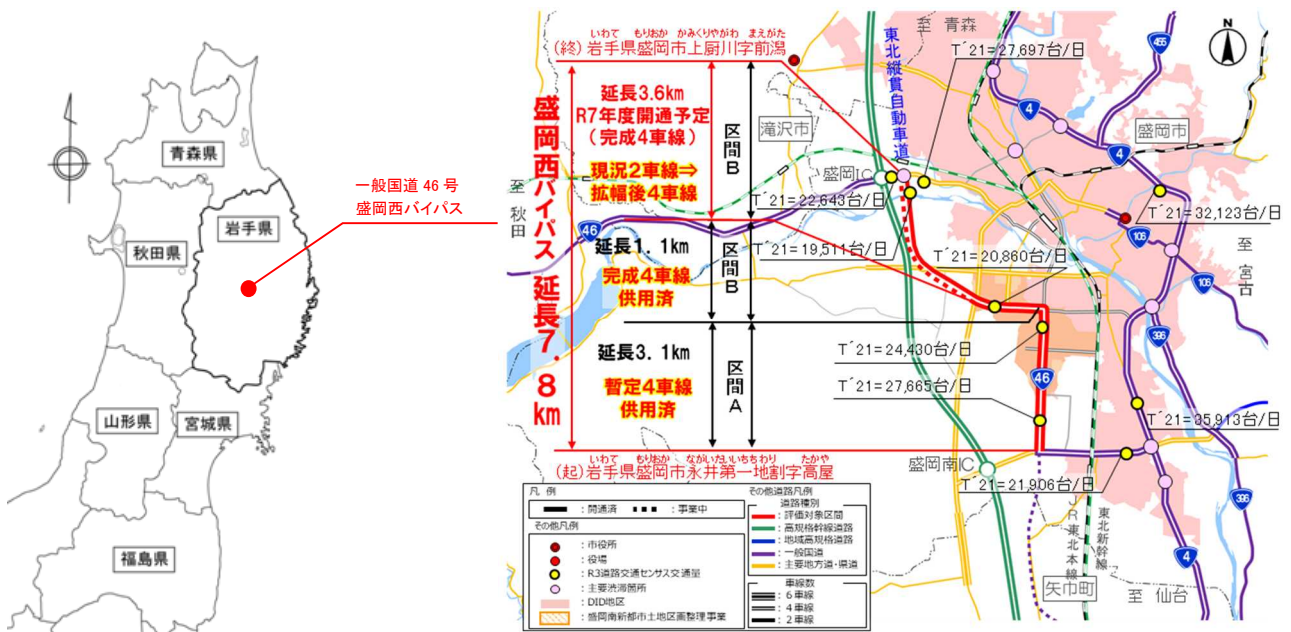 青森県
岩手県
秋田県
山形県
宮城県
福島県
一般国道 46 号
盛岡西バイパス
いわて もりおか かみくりやがわ まえがた
(終)岩手県盛岡市上厨川字前潟
盛岡西バイパス 延長7.8km
延長3.6km
R7年度開通予定
(完成4車線)
現況2車線⇒
拡幅後4車線
区間B
延長1.1km
完成4車線
供用済
区間B
延長3.1km
暫定4車線
供用済
区間A
いわて もりおか ながいだいいちちわり たかや
(起)岩手県盛岡市永井第一地割字高屋
至 青森
東北縦貫自動車道
T´21=27,697台/日
455
4
4
滝沢市
盛岡市
盛岡IC
至 秋田
T´21=22,643台/日
T´21=32,123台/日
106
46
T´21=19,511台/日
T´21=20,860台/日
至 宮古
106
396
T´21=24,430台/日
46
T´21=27,665台/日
T´21=35,913台/日
盛岡南IC
T´21=21,906台/日
396
JR東北本線
東北新幹線
4
矢巾町
至 仙台
N
凡 例
:開通済
:事業中
その他凡例
:市役所
:役場
:R3道路交通センサス交通量
:主要渋滞箇所
:DID地区
:盛岡南新都市土地区画整理事業
その他道路凡例
道路種別
:評価対象区間
:高規格幹線道路
:地域高規格道路
:一般国道
:主要地方道・県道
車線数
:6車線
:4車線
:2車線